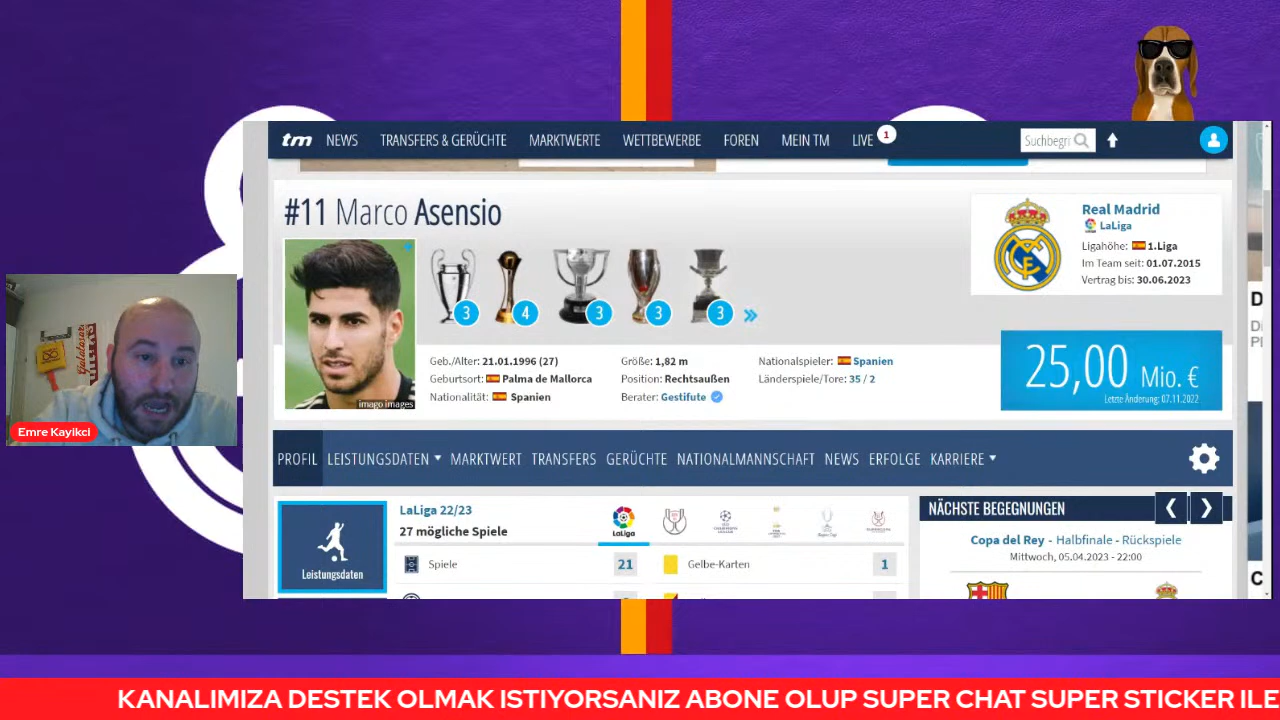 tm NEWS TRANSFERS & GERÜCHTE MARKTWERTE WETTBEWERBE FOREN MEIN TM LIVE 1 Suchbegri
#11 Marco Asensio
3 4 3 3 3 »
Real Madrid
LaLiga
Ligahöhe: 1.Liga
Im Team seit: 01.07.2015
Vertrag bis: 30.06.2023
imago images
Geb./Alter: 21.01.1996 (27)
Geburtsort: Palma de Mallorca
Nationalität: Spanien
Größe: 1,82 m
Position: Rechtsaußen
Berater: Gestifute
Nationalspieler: Spanien
Länderspiele/Tore: 35 / 2
25,00 Mio. €
Letzte Änderung: 07.11.2022
Emre Kayikci
PROFIL LEISTUNGSDATEN MARKTWERT TRANSFERS GERÜCHTE NATIONALMANNSCHAFT NEWS ERFOLGE KARRIERE
Leistungsdaten
LaLiga 22/23
27 mögliche Spiele
LaLiga
Spiele 21
Gelbe-Karten 1
NÄCHSTE BEGEGNUNGEN
Copa del Rey - Halbfinale - Rückspiele
Mittwoch, 05.04.2023 - 22:00
KANALIMIZA DESTEK OLMAK ISTIYORSANIZ ABONE OLUP SUPER CHAT SUPER STICKER ILE